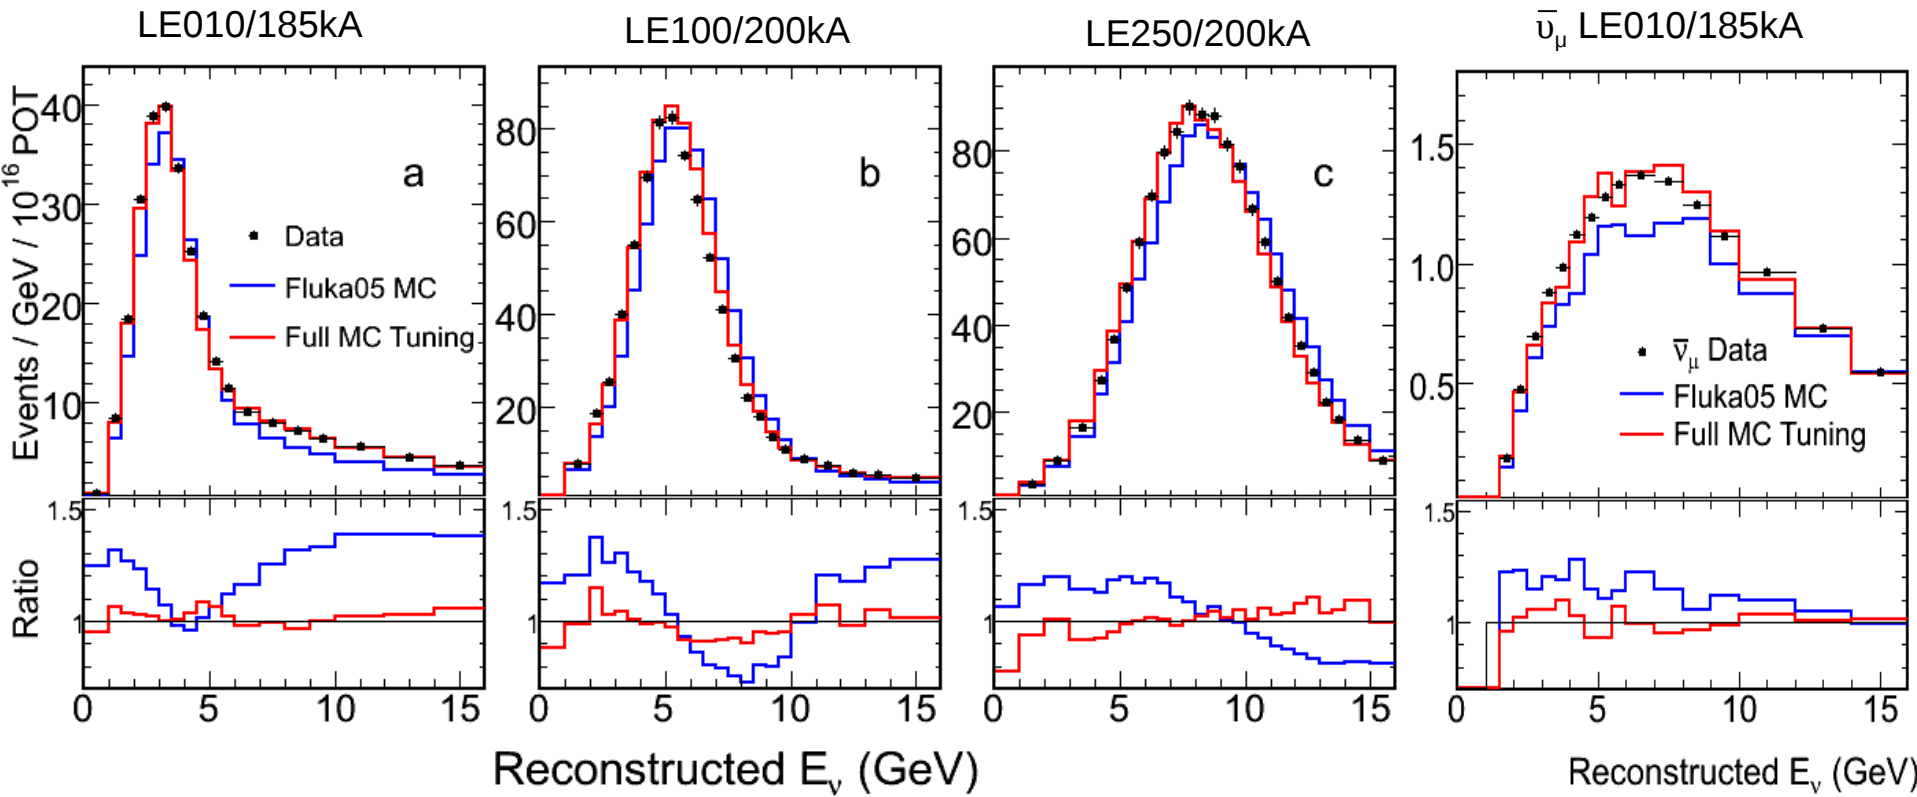 LE010/185kA
LE100/200kA
LE250/200kA
ῡμ LE010/185kA
Events / GeV / 10¹⁶ POT
40
30
20
10
a
Data
Fluka05 MC
Full MC Tuning
80
60
40
20
b
80
60
40
20
c
1.5
1.0
0.5
ν̅μ Data
Fluka05 MC
Full MC Tuning
Ratio
1.5
1
1.5
1
1.5
1
1.5
1
0 5 10 15
0 5 10 15
0 5 10 15
0 5 10 15
Reconstructed Eν (GeV)
Reconstructed Eν (GeV)